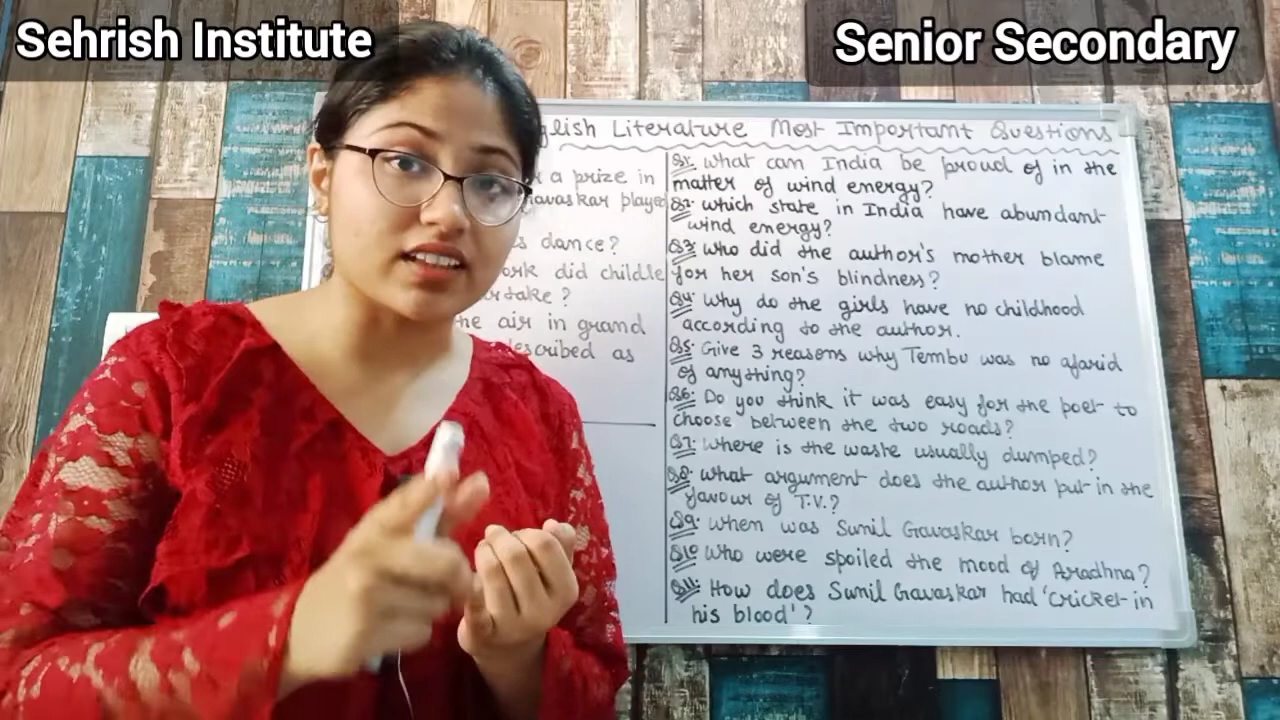 Sehrish Institute
Senior Secondary
English Literature Most Important Questions
a prize in
Gavaskar played
dance?
did childle
take ?
the air in grand
described as
Q1. What can India be proud of in the
matter of wind energy?
Q2. which state in India have abundant
wind energy?
Q3. Who did the author's mother blame
for her son's blindness?
Q4. Why do the girls have no childhood
according to the author.
Q5. Give 3 reasons why Tembu was no afarid
of anything?
Q6. Do you think it was easy for the poet to
choose between the two roads?
Q7. Where is the waste usually dumped?
Q8. What argument does the author put in the
favour of T.V.?
Q9. When was Sunil Gavaskar born?
Q10 Who were spoiled the mood of Aradhna?
Q11. How does Sunil Gavaskar had 'cricket in
his blood' ?